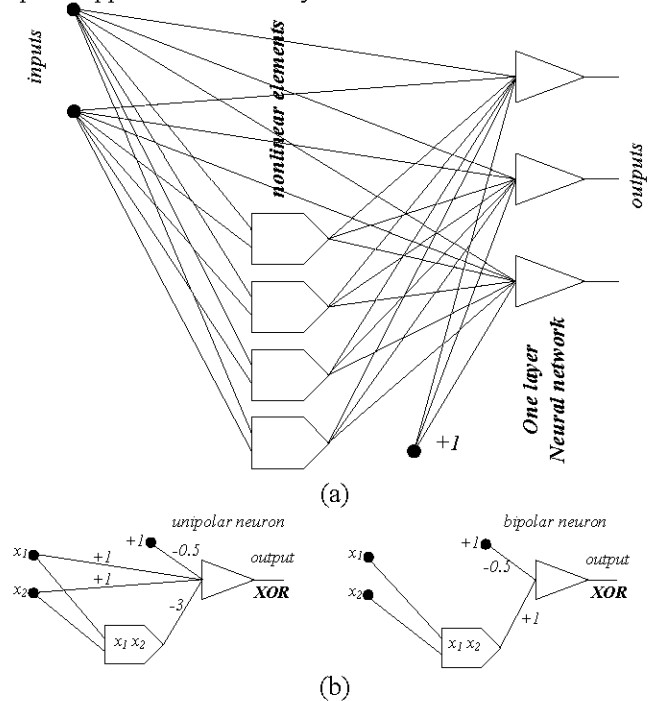 inputs
nonlinear elements
outputs
One layer
Neural network
+1
(a)
unipolar neuron
x1
+1
+1
-0.5
output
x2
+1
XOR
-3
x1 x2
bipolar neuron
x1
+1
-0.5
output
x2
XOR
+1
x1 x2
(b)